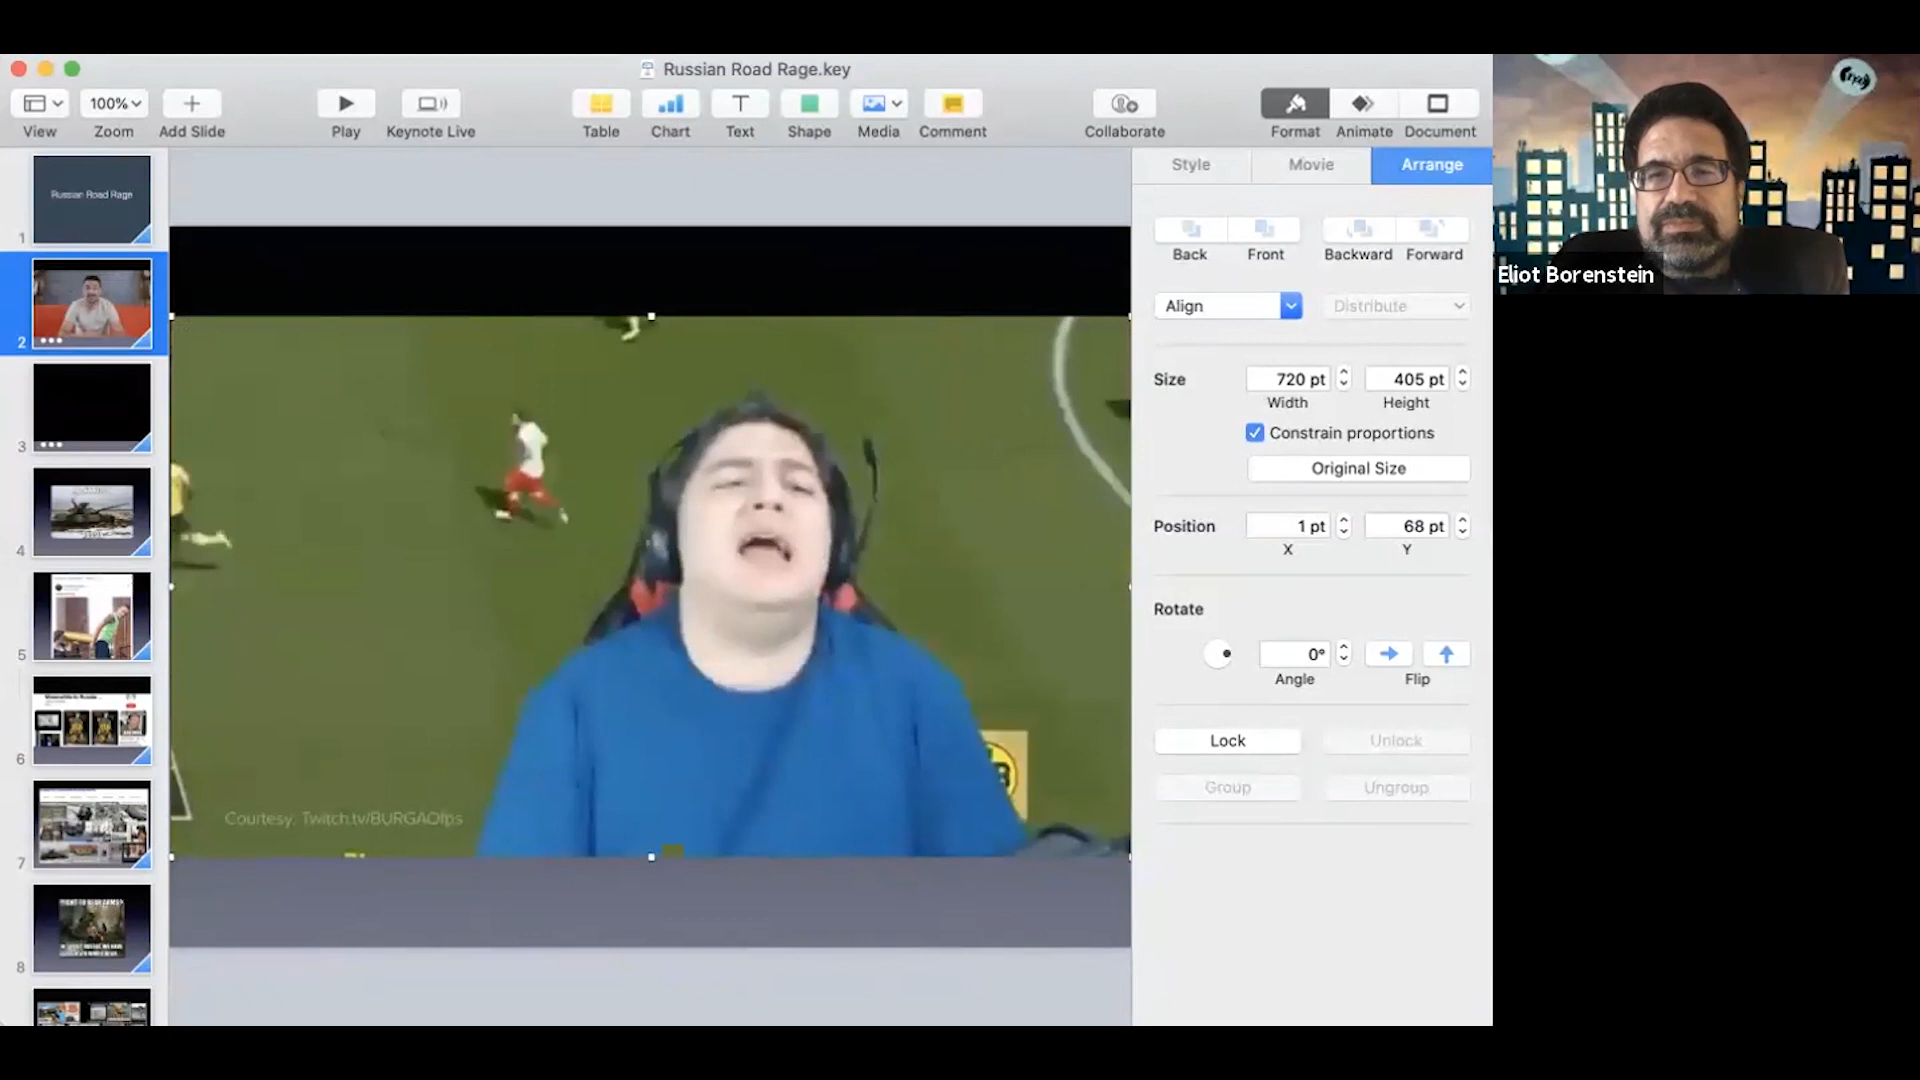 Russian Road Rage.key
View
100%
Zoom
Add Slide
Play
Keynote Live
Table
Chart
Text
Shape
Media
Comment
Collaborate
Format
Animate
Document
Russian Road Rage
1
2
3
4
5
6
7
8
Courtesy: Twitch.tv/BURGAOfps
Style
Movie
Arrange
Back
Front
Backward
Forward
Align
Distribute
Size
720 pt
405 pt
Width
Height
Constrain proportions
Original Size
Position
1 pt
68 pt
X
Y
Rotate
0°
Angle
Flip
Lock
Unlock
Group
Ungroup
Eliot Borenstein